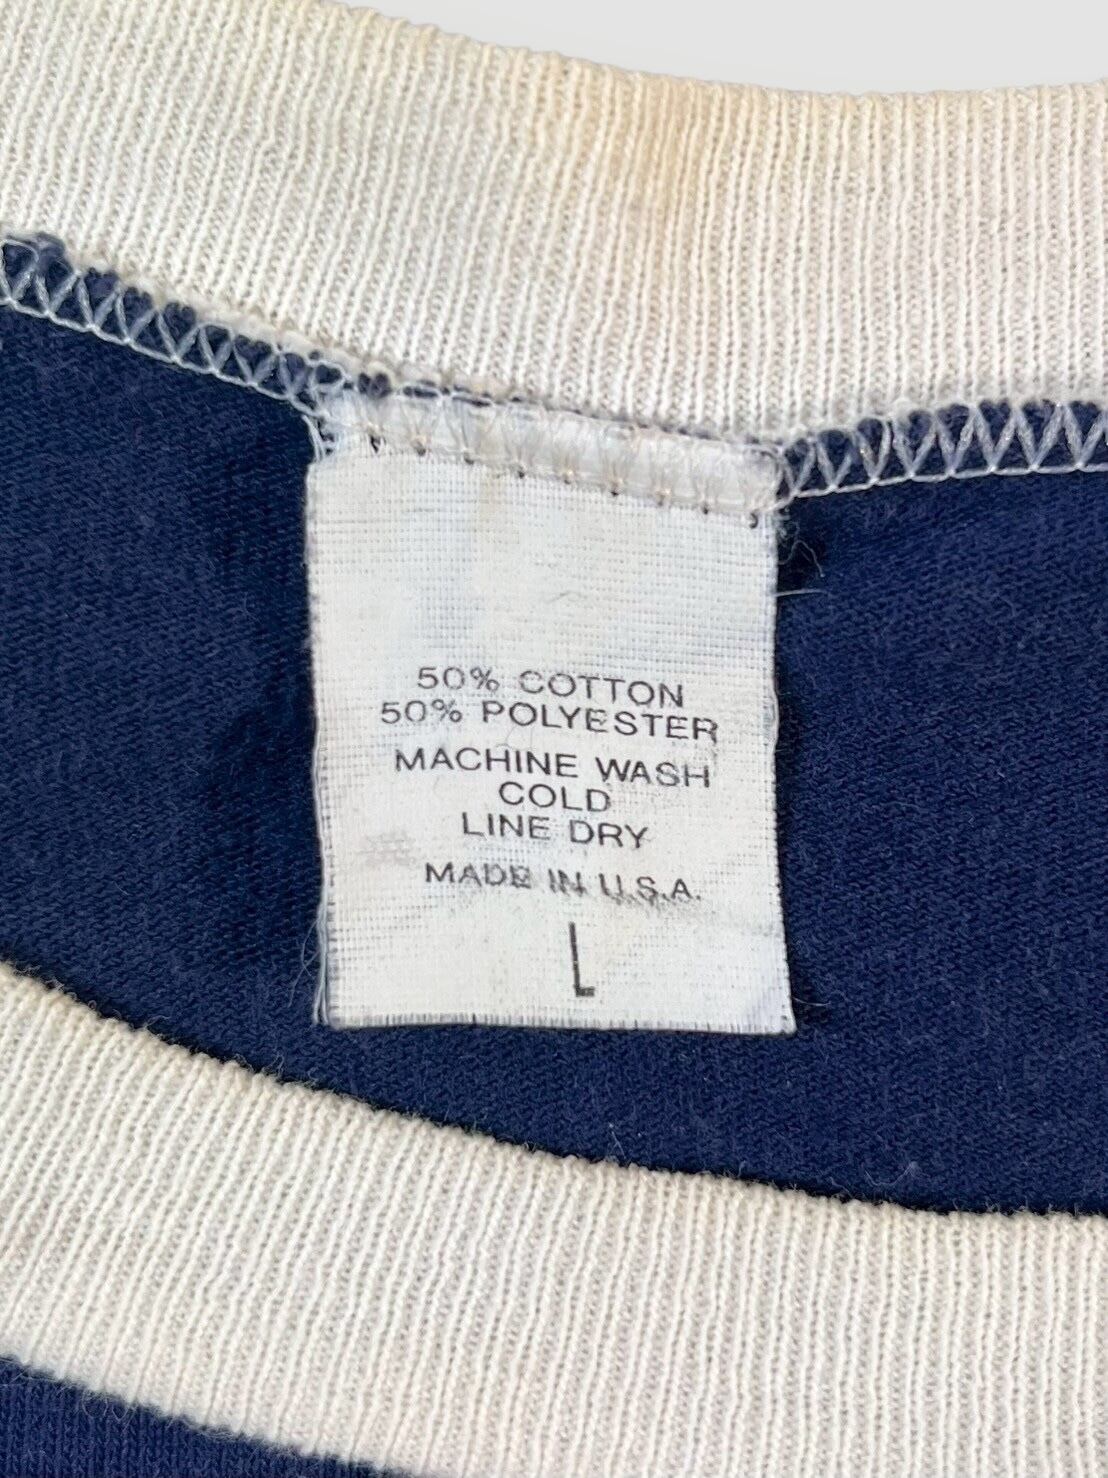 50% COTTON
50% POLYESTER
MACHINE WASH
COLD
LINE DRY
MADE IN U.S.A.
L